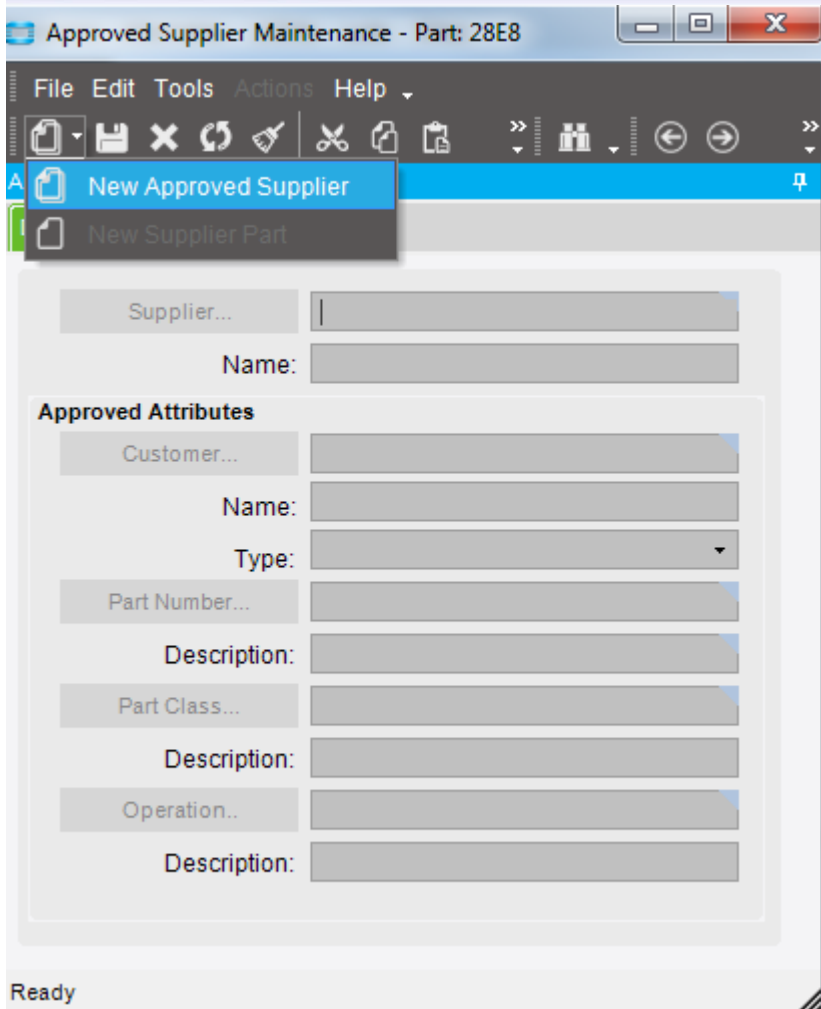 Approved Supplier Maintenance - Part: 28E8
File Edit Tools Actions Help
New Approved Supplier
New Supplier Part
Supplier...
Name:
Approved Attributes
Customer...
Name:
Type:
Part Number...
Description:
Part Class...
Description:
Operation..
Description:
Ready